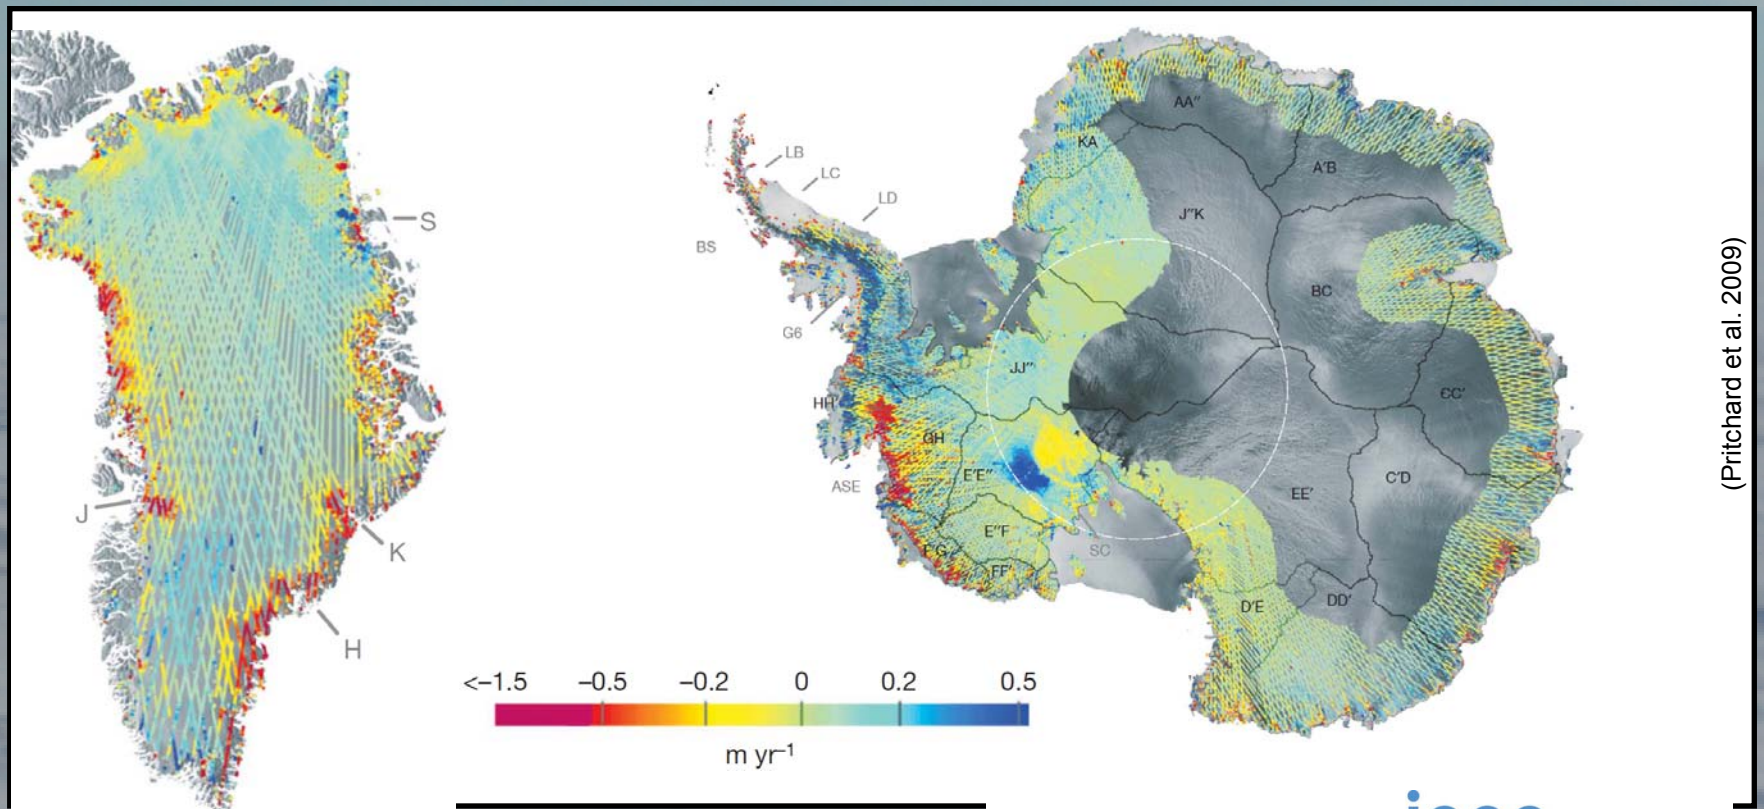 S
J
K
H
AA″
KA
A′B
LB
LC
LD
J″K
BS
BC
G6
JJ″
CC′
HH′
GH
E′E″
C′D
ASE
EE′
E″F
SC
FF′
D′E
DD′
<–1.5 –0.5 –0.2 0 0.2 0.5
m yr⁻¹
(Pritchard et al. 2009)